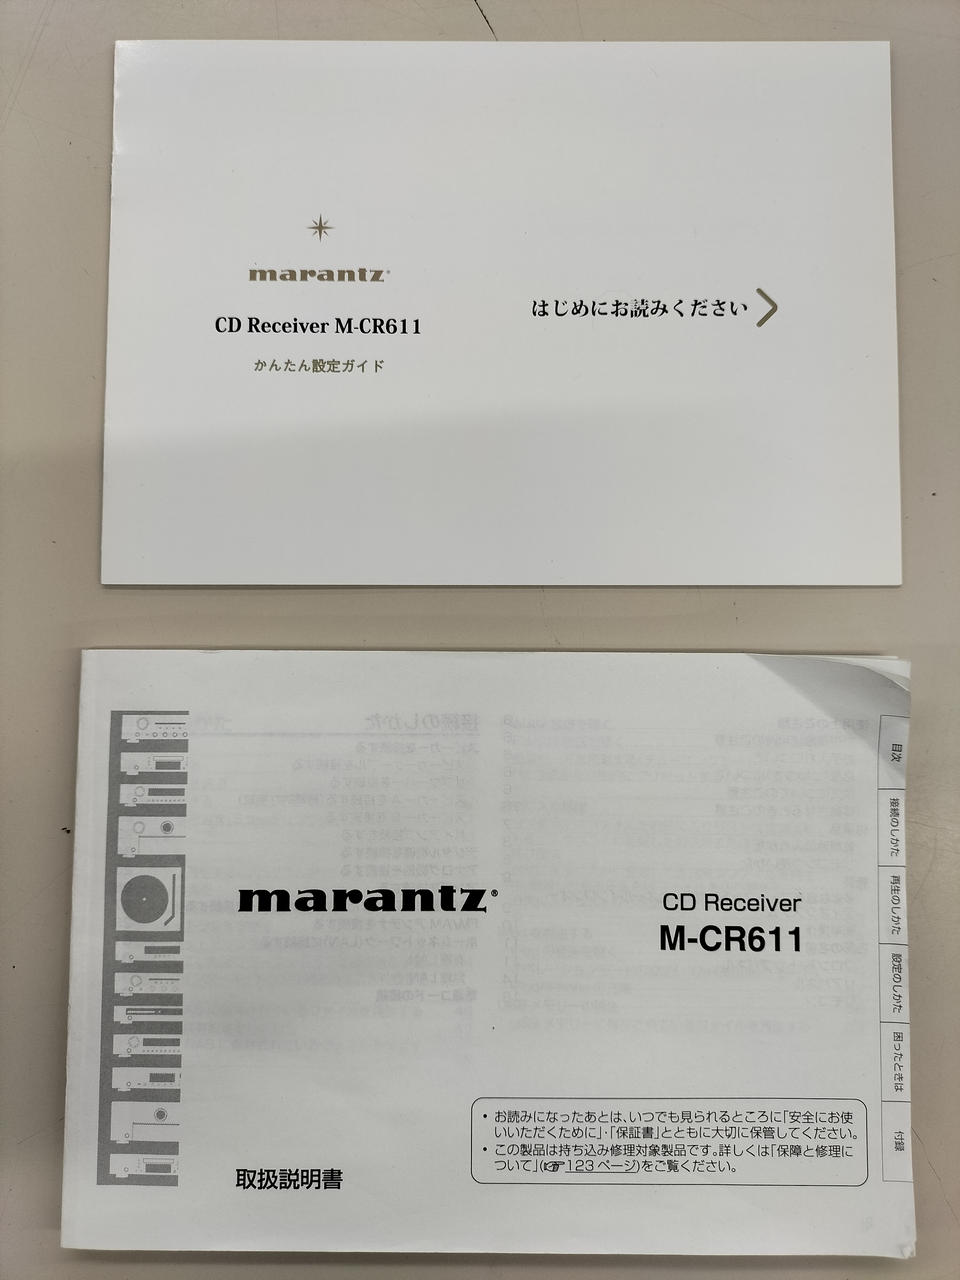 marantz
CD Receiver M-CR611
かんたん設定ガイド
はじめにお読みください
marantz
CD Receiver
M-CR611
目次
接続のしかた
再生のしかた
設定のしかた
困ったときは
付録
・お読みになったあとは、いつでも見られるところに「安全にお使
いいただくために」・「保証書」とともに大切に保管してください。
・この製品は持ち込み修理対象製品です。詳しくは「保障と修理に
ついて」(☞123 ページ)をご覧ください。
取扱説明書